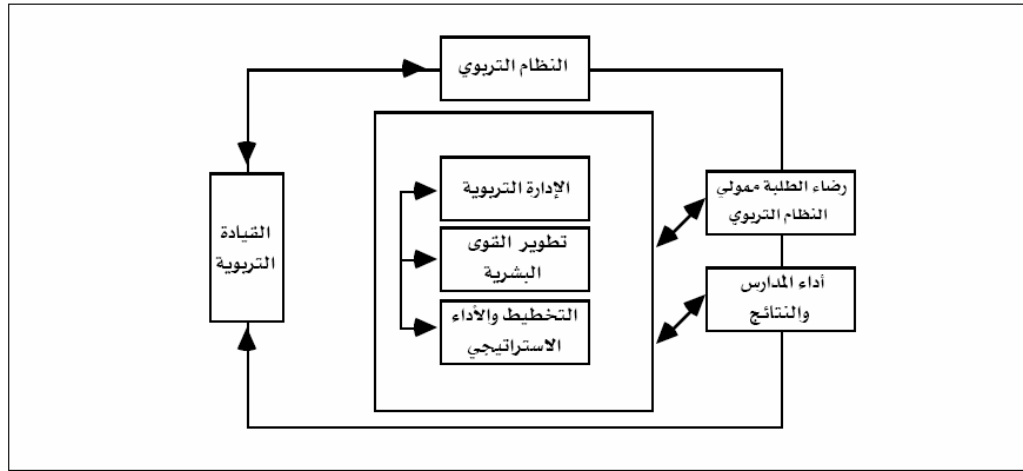 النظام التربوي
رضاء الطلبة ممولي
النظام التربوي
أداء المدارس
والنتائج
الإدارة التربوية
تطوير القوى
البشرية
التخطيط والأداء
الاستراتيجي
القيادة
التربوية